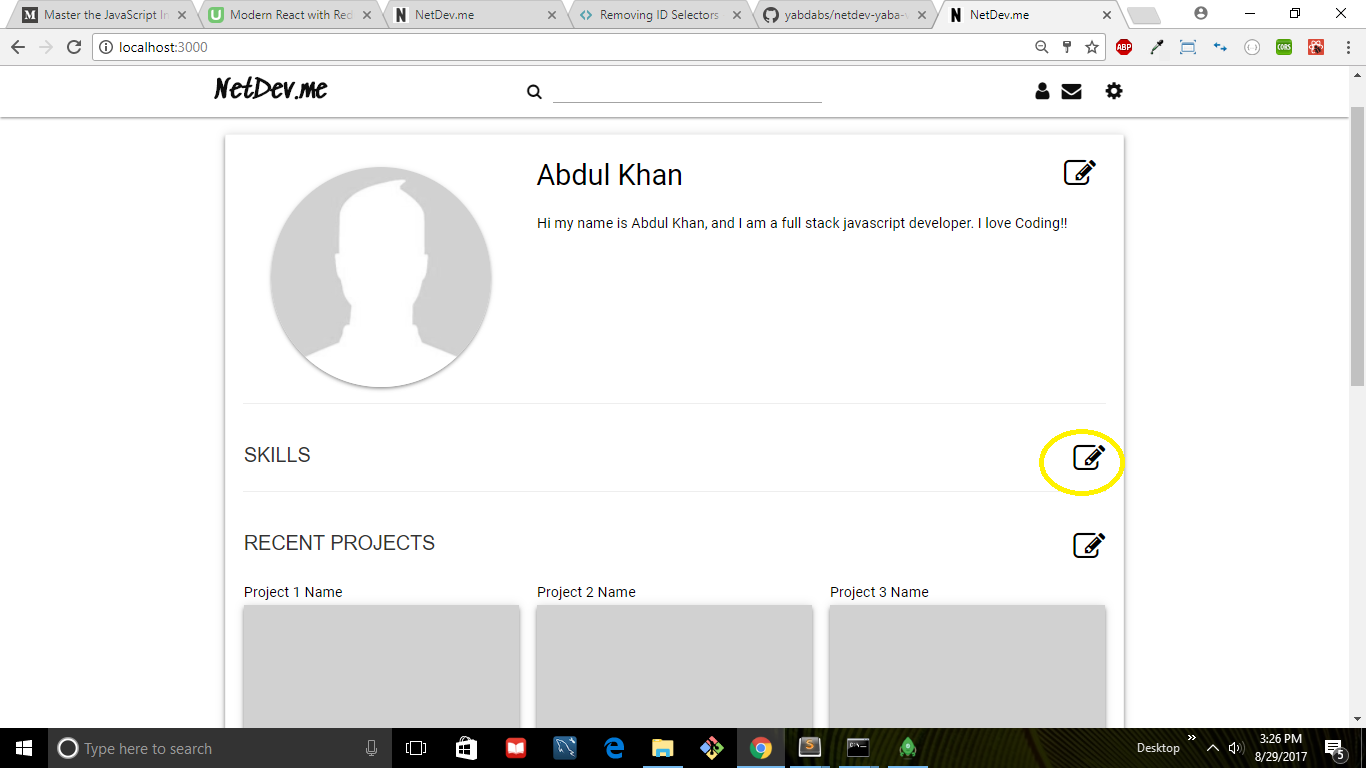 Master the JavaScript In
Modern React with Red
NetDev.me
Removing ID Selectors
yabdabs/netdev-yaba-
NetDev.me
localhost:3000
ABP
CORS
NetDev.me
Abdul Khan
Hi my name is Abdul Khan, and I am a full stack javascript developer. I love Coding!!
SKILLS
RECENT PROJECTS
Project 1 Name
Project 2 Name
Project 3 Name
Type here to search
Desktop
3:26 PM
8/29/2017
5